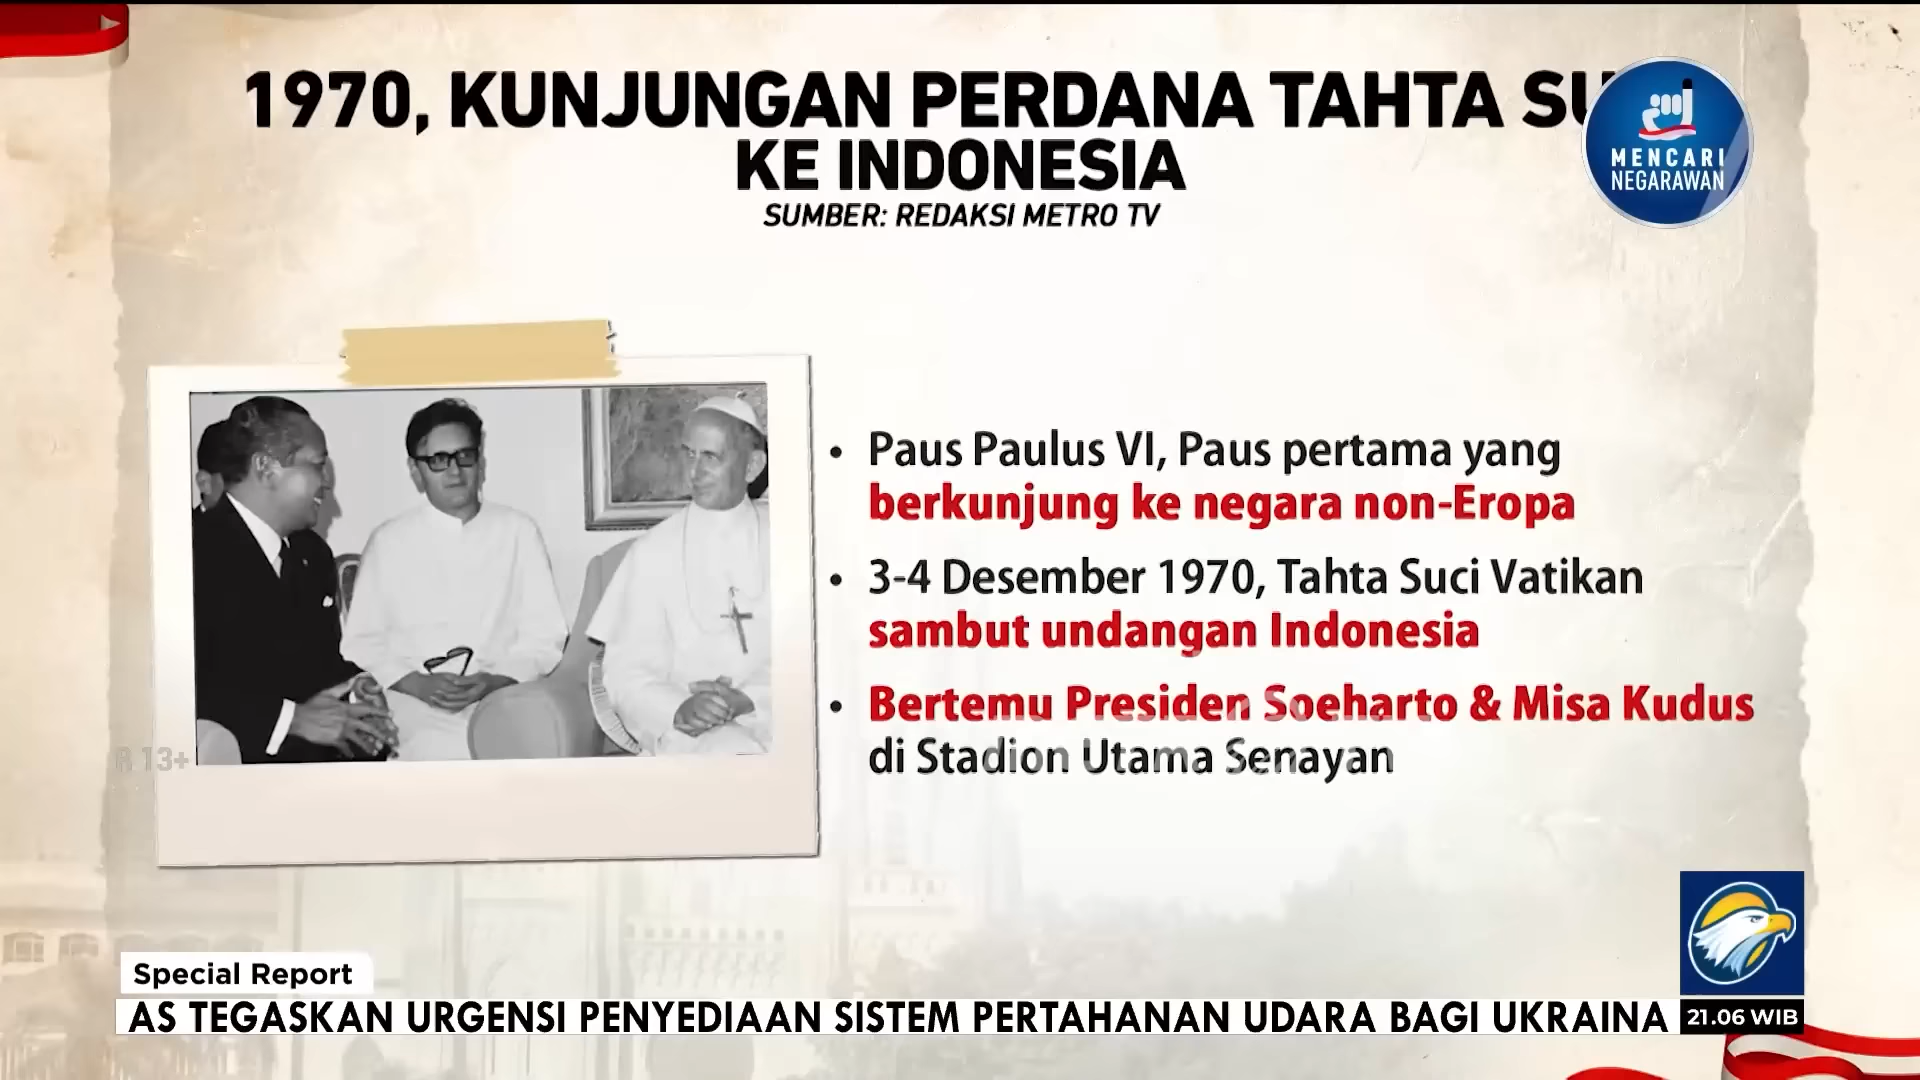 1970, KUNJUNGAN PERDANA TAHTA SU
KE INDONESIA
SUMBER: REDAKSI METRO TV
MENCARI
NEGARAWAN
• Paus Paulus VI, Paus pertama yang
berkunjung ke negara non-Eropa
• 3-4 Desember 1970, Tahta Suci Vatikan
sambut undangan Indonesia
• Bertemu Presiden Soeharto & Misa Kudus
di Stadion Utama Senayan
R 13+
Special Report
AS TEGASKAN URGENSI PENYEDIAAN SISTEM PERTAHANAN UDARA BAGI UKRAINA
21.06 WIB